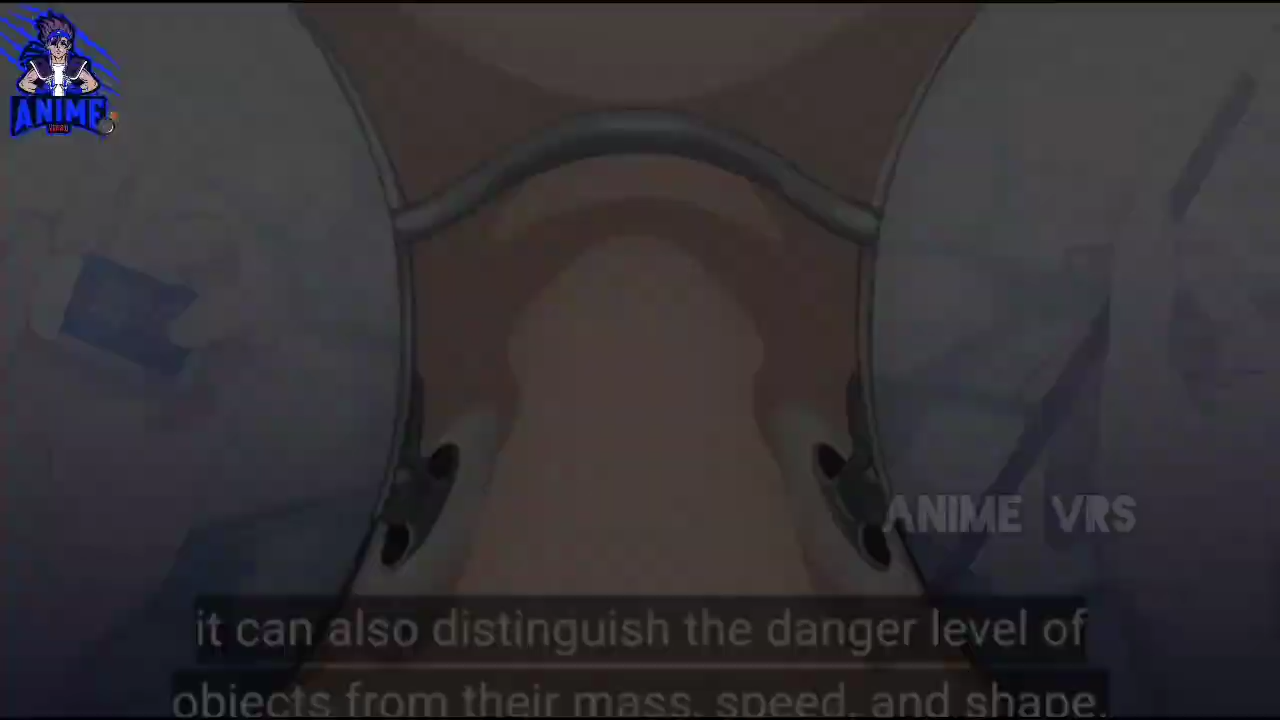 ANIME
ANIME VRS
it can also distinguish the danger level of
objects from their mass, speed, and shape.